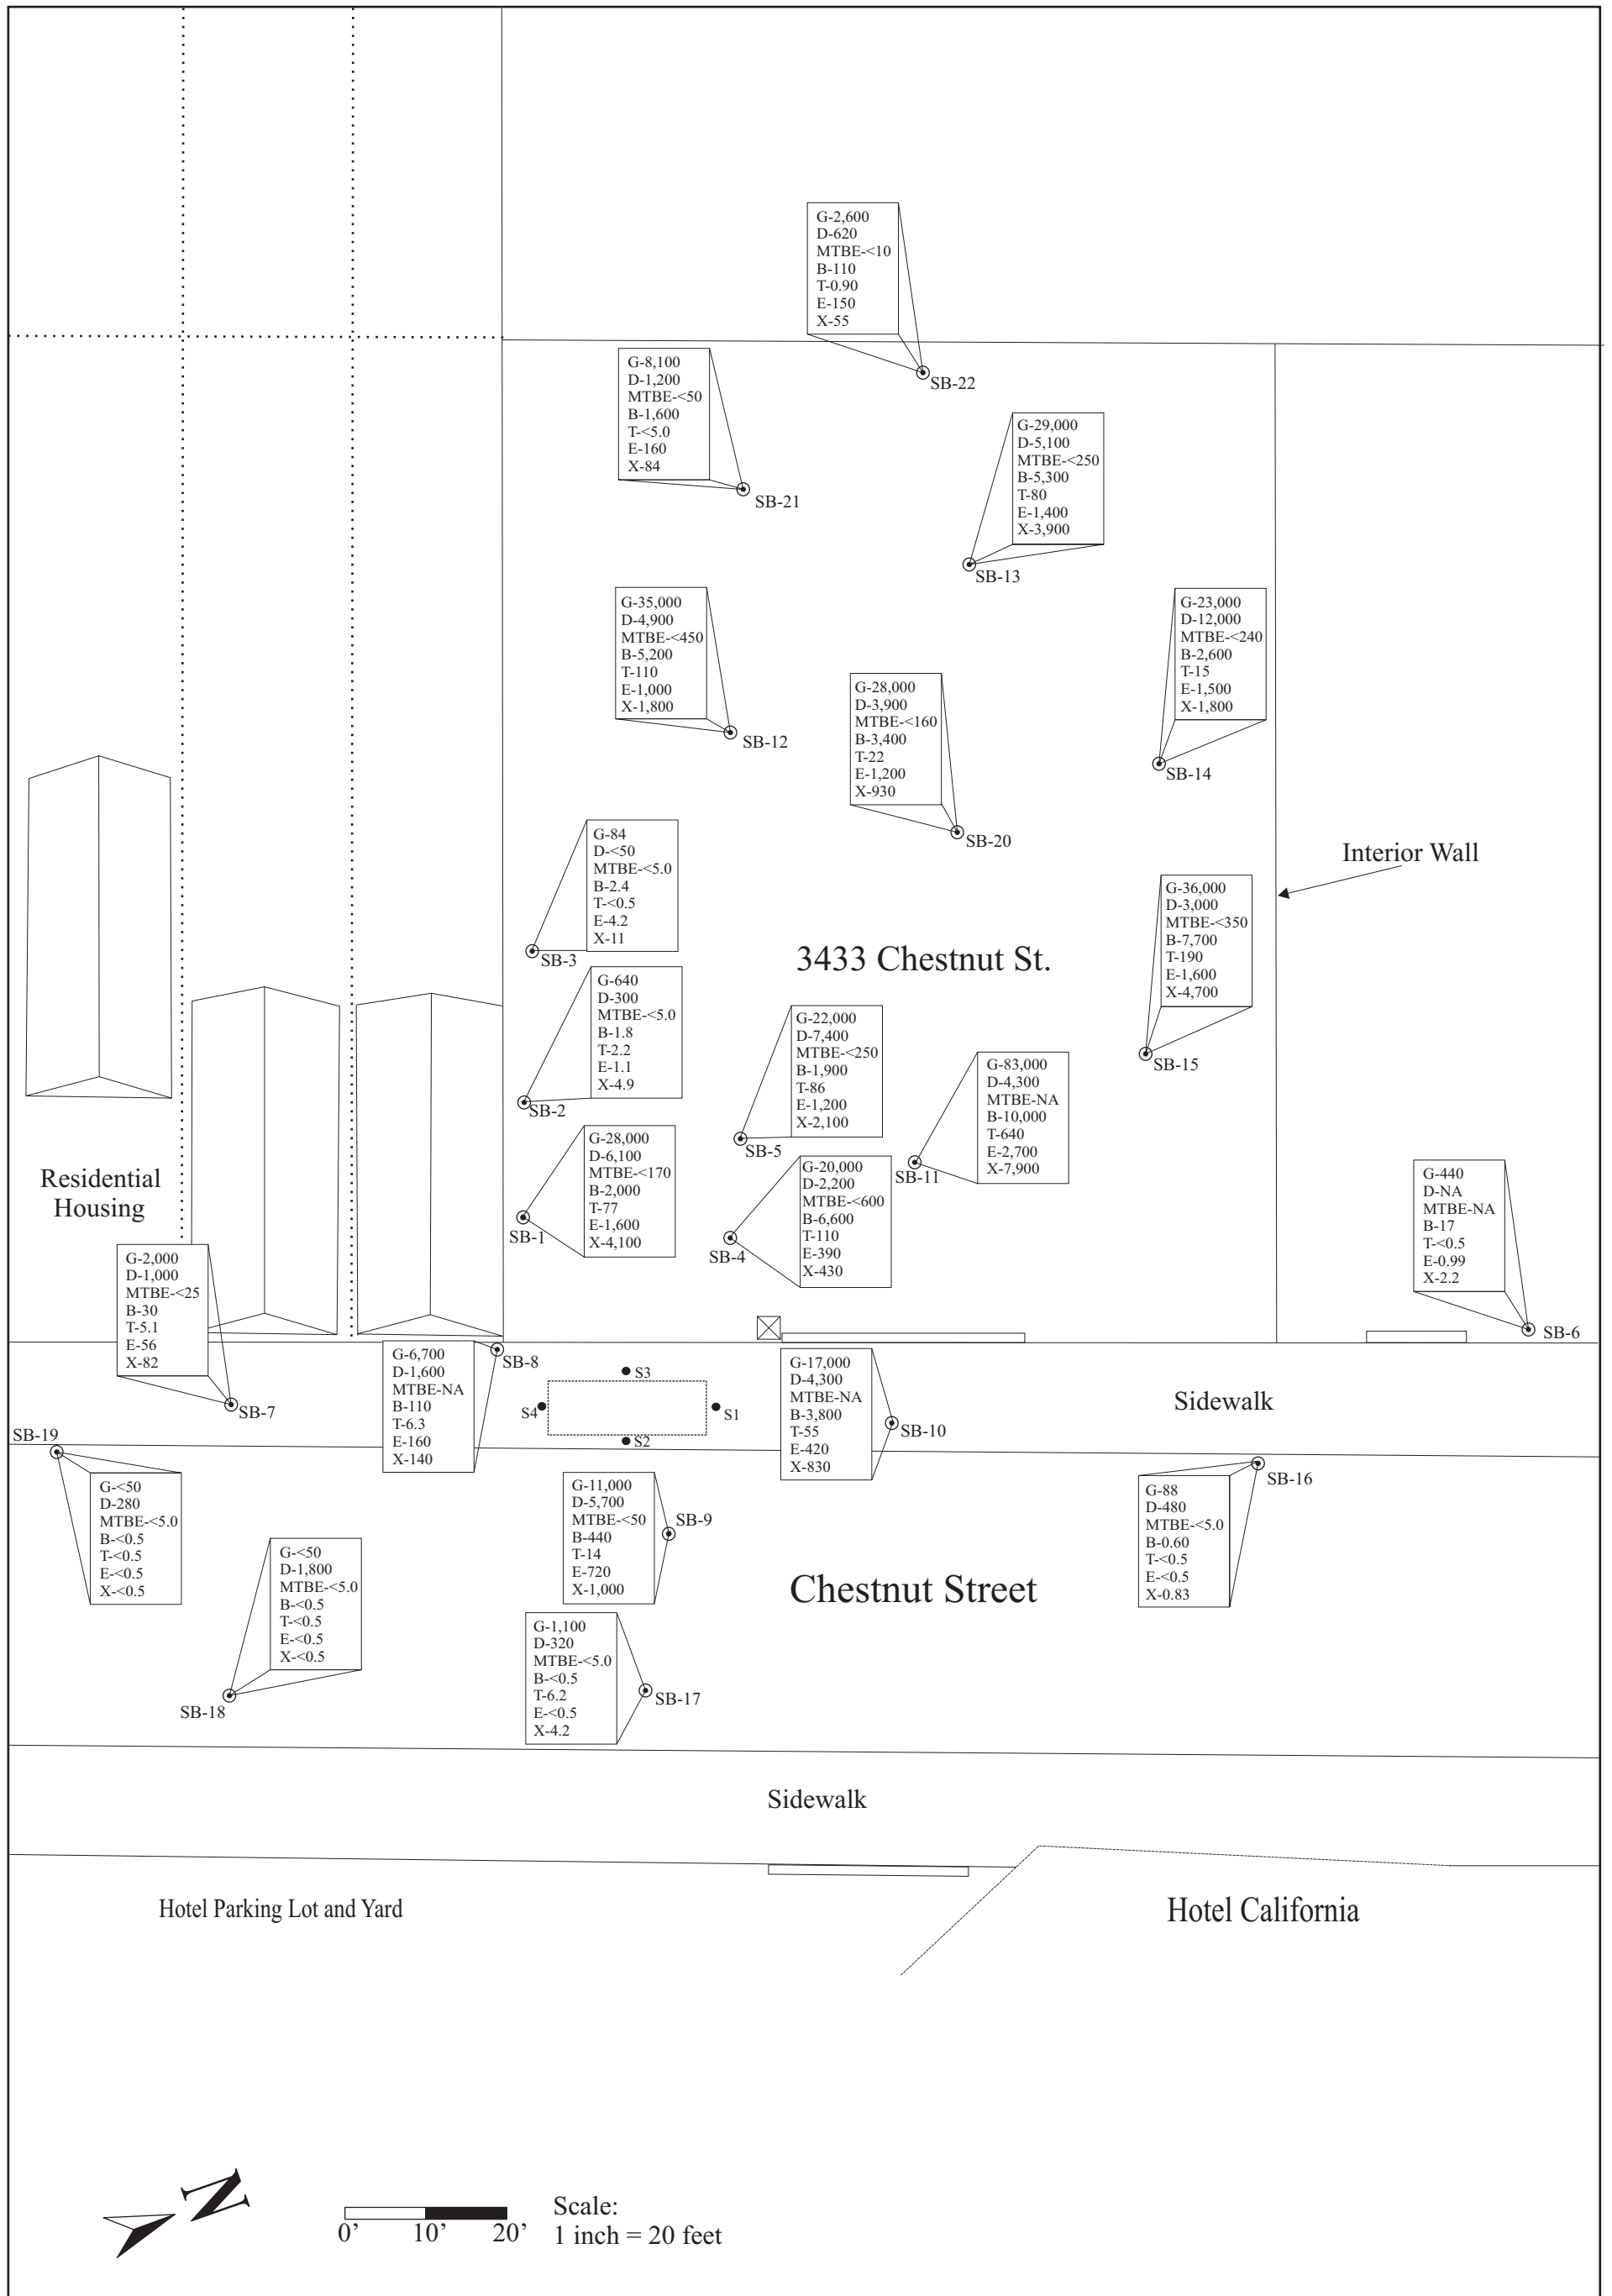 G-2,600
D-620
MTBE-<10
B-110
T-0.90
E-150
X-55
SB-22
G-8,100
D-1,200
MTBE-<50
B-1,600
T-<5.0
E-160
X-84
SB-21
G-29,000
D-5,100
MTBE-<250
B-5,300
T-80
E-1,400
X-3,900
SB-13
G-35,000
D-4,900
MTBE-<450
B-5,200
T-110
E-1,000
X-1,800
SB-12
G-23,000
D-12,000
MTBE-<240
B-2,600
T-15
E-1,500
X-1,800
SB-14
G-28,000
D-3,900
MTBE-<160
B-3,400
T-22
E-1,200
X-930
SB-20
G-84
D-<50
MTBE-<5.0
B-2.4
T-<0.5
E-4.2
X-11
SB-3
Interior Wall
3433 Chestnut St.
G-36,000
D-3,000
MTBE-<350
B-7,700
T-190
E-1,600
X-4,700
SB-15
G-640
D-300
MTBE-<5.0
B-1.8
T-2.2
E-1.1
X-4.9
SB-2
G-22,000
D-7,400
MTBE-<250
B-1,900
T-86
E-1,200
X-2,100
SB-5
G-83,000
D-4,300
MTBE-NA
B-10,000
T-640
E-2,700
X-7,900
SB-11
Residential
Housing
G-28,000
D-6,100
MTBE-<170
B-2,000
T-77
E-1,600
X-4,100
SB-1
G-20,000
D-2,200
MTBE-<600
B-6,600
T-110
E-390
X-430
SB-4
G-440
D-NA
MTBE-NA
B-17
T-<0.5
E-0.99
X-2.2
SB-6
G-2,000
D-1,000
MTBE-<25
B-30
T-5.1
E-56
X-82
SB-7
G-6,700
D-1,600
MTBE-NA
B-110
T-6.3
E-160
X-140
SB-8
S3
S4
S1
S2
G-17,000
D-4,300
MTBE-NA
B-3,800
T-55
E-420
X-830
SB-10
Sidewalk
SB-19
G-<50
D-280
MTBE-<5.0
B-<0.5
T-<0.5
E-<0.5
X-<0.5
G-11,000
D-5,700
MTBE-<50
B-440
T-14
E-720
X-1,000
SB-9
SB-16
G-88
D-480
MTBE-<5.0
B-0.60
T-<0.5
E-<0.5
X-0.83
G-<50
D-1,800
MTBE-<5.0
B-<0.5
T-<0.5
E-<0.5
X-<0.5
SB-18
Chestnut Street
G-1,100
D-320
MTBE-<5.0
B-<0.5
T-6.2
E-<0.5
X-4.2
SB-17
Sidewalk
Hotel Parking Lot and Yard
Hotel California
N
0’ 10’ 20’
Scale:
1 inch = 20 feet